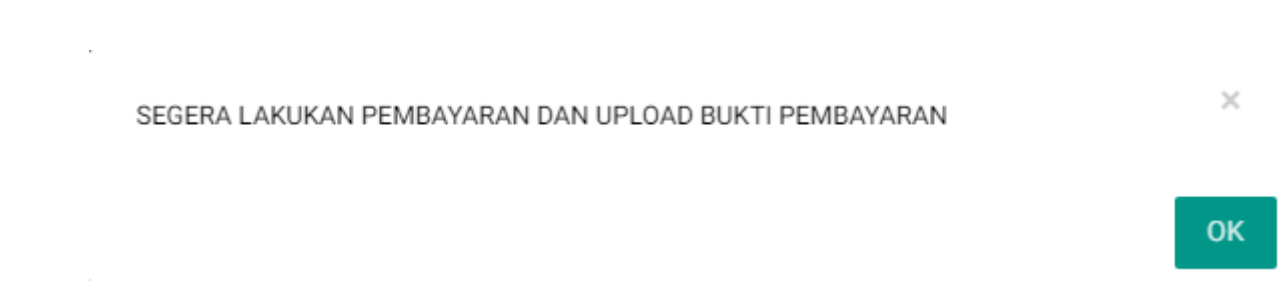 SEGERA LAKUKAN PEMBAYARAN DAN UPLOAD BUKTI PEMBAYARAN
×
OK